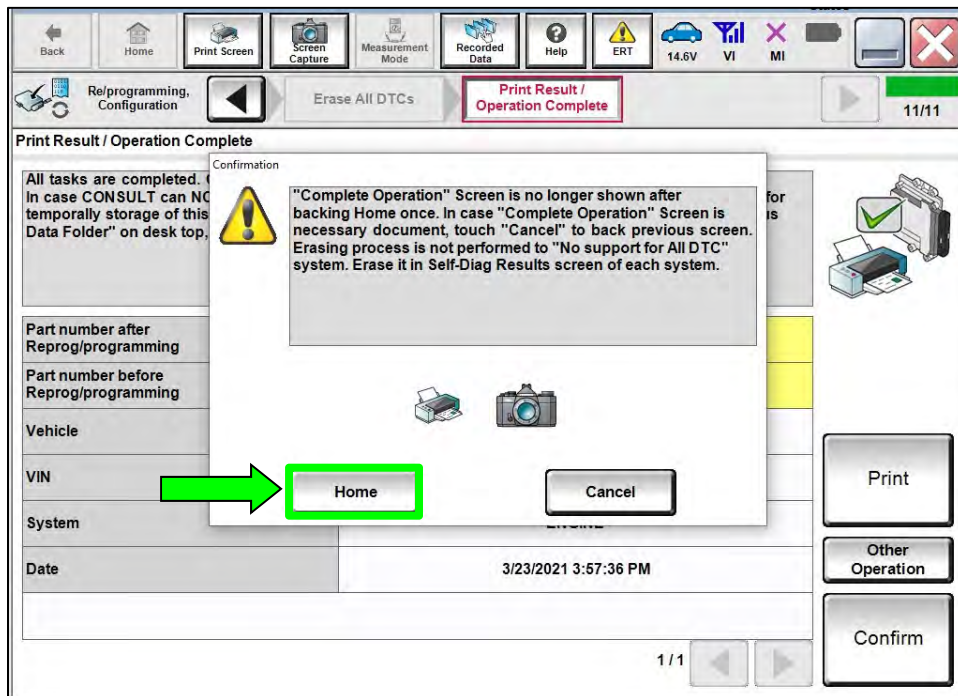 Back
Home
Print Screen
Screen Capture
Measurement Mode
Recorded Data
Help
ERT
14.6V
VI
MI
Re/programming, Configuration
Erase All DTCs
Print Result / Operation Complete
11/11
Print Result / Operation Complete
All tasks are completed.
In case CONSULT can
for
temporally storage of this
Data Folder" on desk top,
Confirmation
"Complete Operation" Screen is no longer shown after
backing Home once. In case "Complete Operation" Screen is
necessary document, touch "Cancel" to back previous screen.
Erasing process is not performed to "No support for All DTC"
system. Erase it in Self-Diag Results screen of each system.
Home
Cancel
Part number after
Reprog/programming
Part number before
Reprog/programming
Vehicle
VIN
System
ENGINE
Date
3/23/2021 3:57:36 PM
1/1
Print
Other
Operation
Confirm